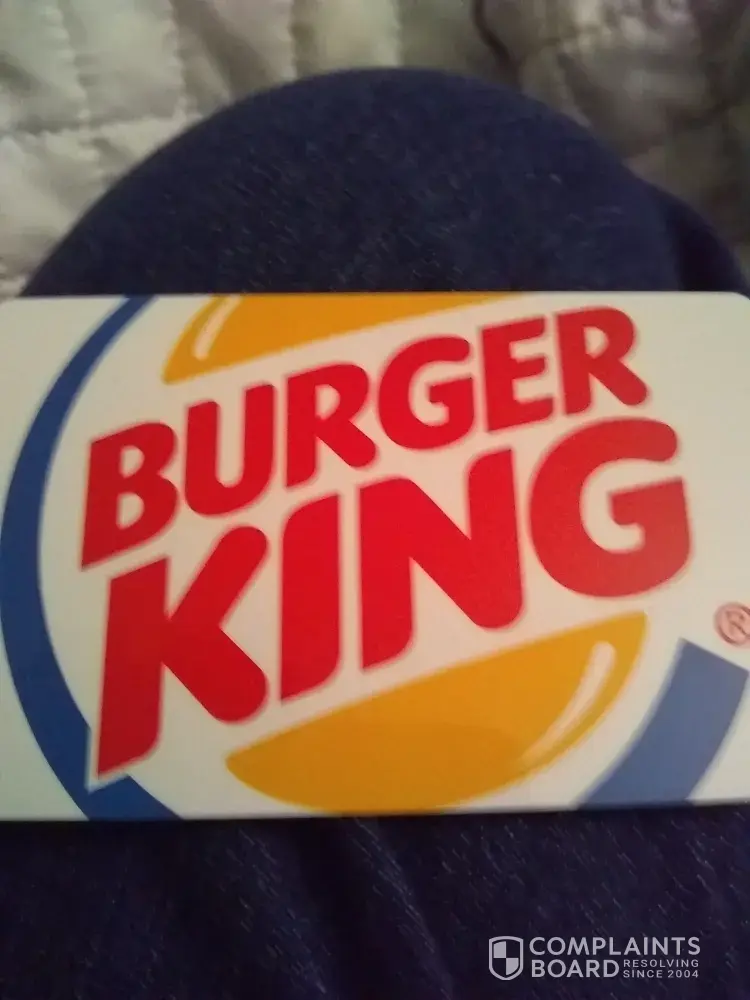 BURGER
KING
®
COMPLAINTS
BOARD RESOLVING
SINCE 2004